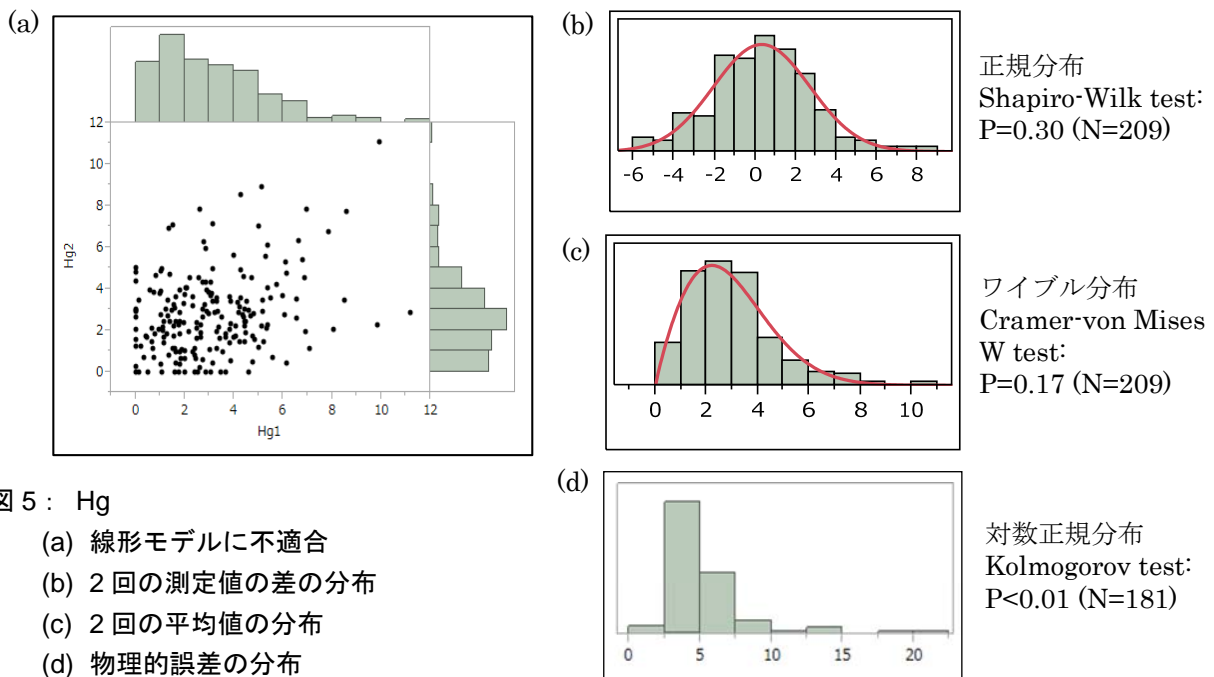 (a)
12
10
8
6
4
2
0
Hg2
0 2 4 6 8 10 12
Hg1
(b)
-6 -4 -2 0 2 4 6 8
正規分布
Shapiro-Wilk test:
P=0.30 (N=209)
(c)
0 2 4 6 8 10
ワイブル分布
Cramer-von Mises
W test:
P=0.17 (N=209)
(d)
0 5 10 15 20
対数正規分布
Kolmogorov test:
P<0.01 (N=181)
図 5： Hg
(a) 線形モデルに不適合
(b) 2 回の測定値の差の分布
(c) 2 回の平均値の分布
(d) 物理的誤差の分布